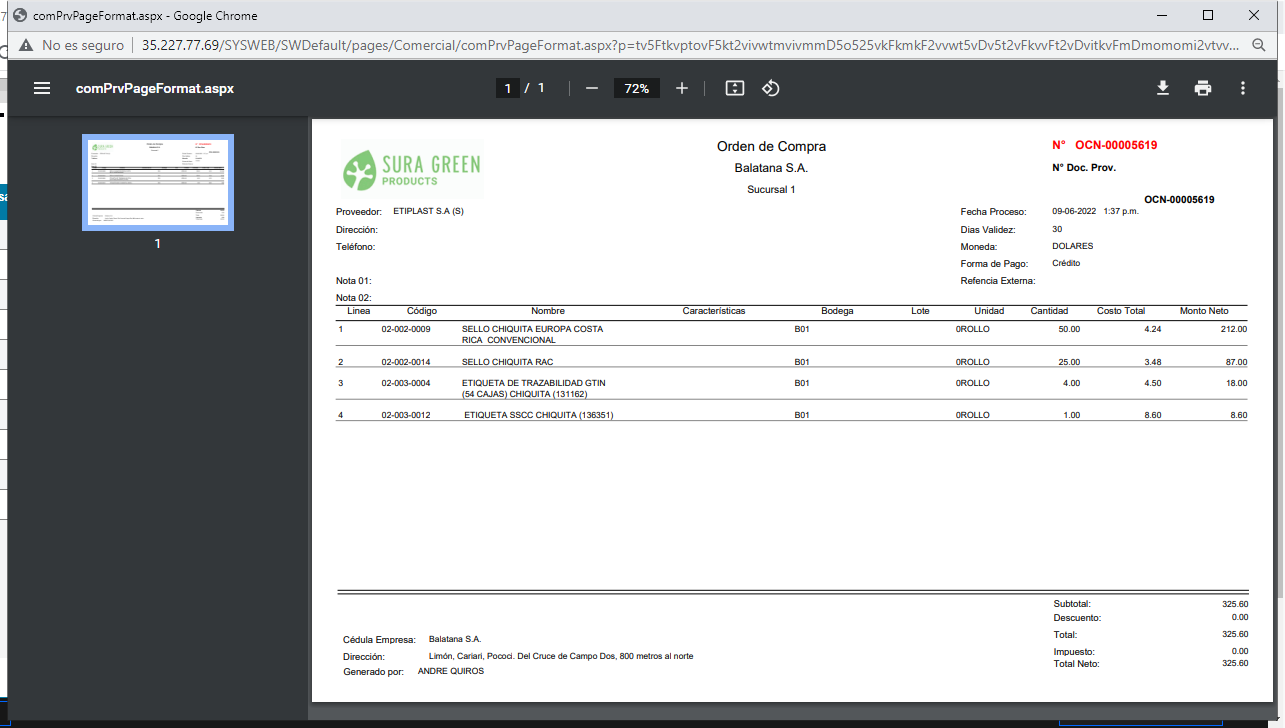 comPrvPageFormat.aspx - Google Chrome
No es seguro 35.227.77.69/SYSWEB/SWDefault/pages/Comercial/comPrvPageFormat.aspx?p=tv5Ftkvptov​F5kt2vivwtmvivmmD5o525vkFkmkF2vvwt5vDv5t2vFkvvFt2vDvitkvFmDmomomi2vtvv...
comPrvPageFormat.aspx 1 / 1 72%
1
SURA GREEN
PRODUCTS
Orden de Compra
Balatana S.A.
Sucursal 1
N° OCN-00005619
N° Doc. Prov.
OCN-00005619
Proveedor: ETIPLAST S.A (S)
Dirección:
Teléfono:
Nota 01:
Nota 02:
Fecha Proceso: 09-06-2022 1:37 p.m.
Dias Validez: 30
Moneda: DOLARES
Forma de Pago: Crédito
Refencia Externa:
Linea Código Nombre Características Bodega Lote Unidad Cantidad Costo Total Monto Neto
1 02-002-0009 SELLO CHIQUITA EUROPA COSTA B01 0ROLLO 50.00 4.24 212.00
RICA CONVENCIONAL
2 02-002-0014 SELLO CHIQUITA RAC B01 0ROLLO 25.00 3.48 87.00
3 02-003-0004 ETIQUETA DE TRAZABILIDAD GTIN B01 0ROLLO 4.00 4.50 18.00
(54 CAJAS) CHIQUITA (131162)
4 02-003-0012 ETIQUETA SSCC CHIQUITA (136351) B01 0ROLLO 1.00 8.60 8.60
Subtotal: 325.60
Descuento: 0.00
Total: 325.60
Impuesto: 0.00
Total Neto: 325.60
Cédula Empresa: Balatana S.A.
Dirección: Limón, Cariari, Pococi. Del Cruce de Campo Dos, 800 metros al norte
Generado por: ANDRE QUIROS